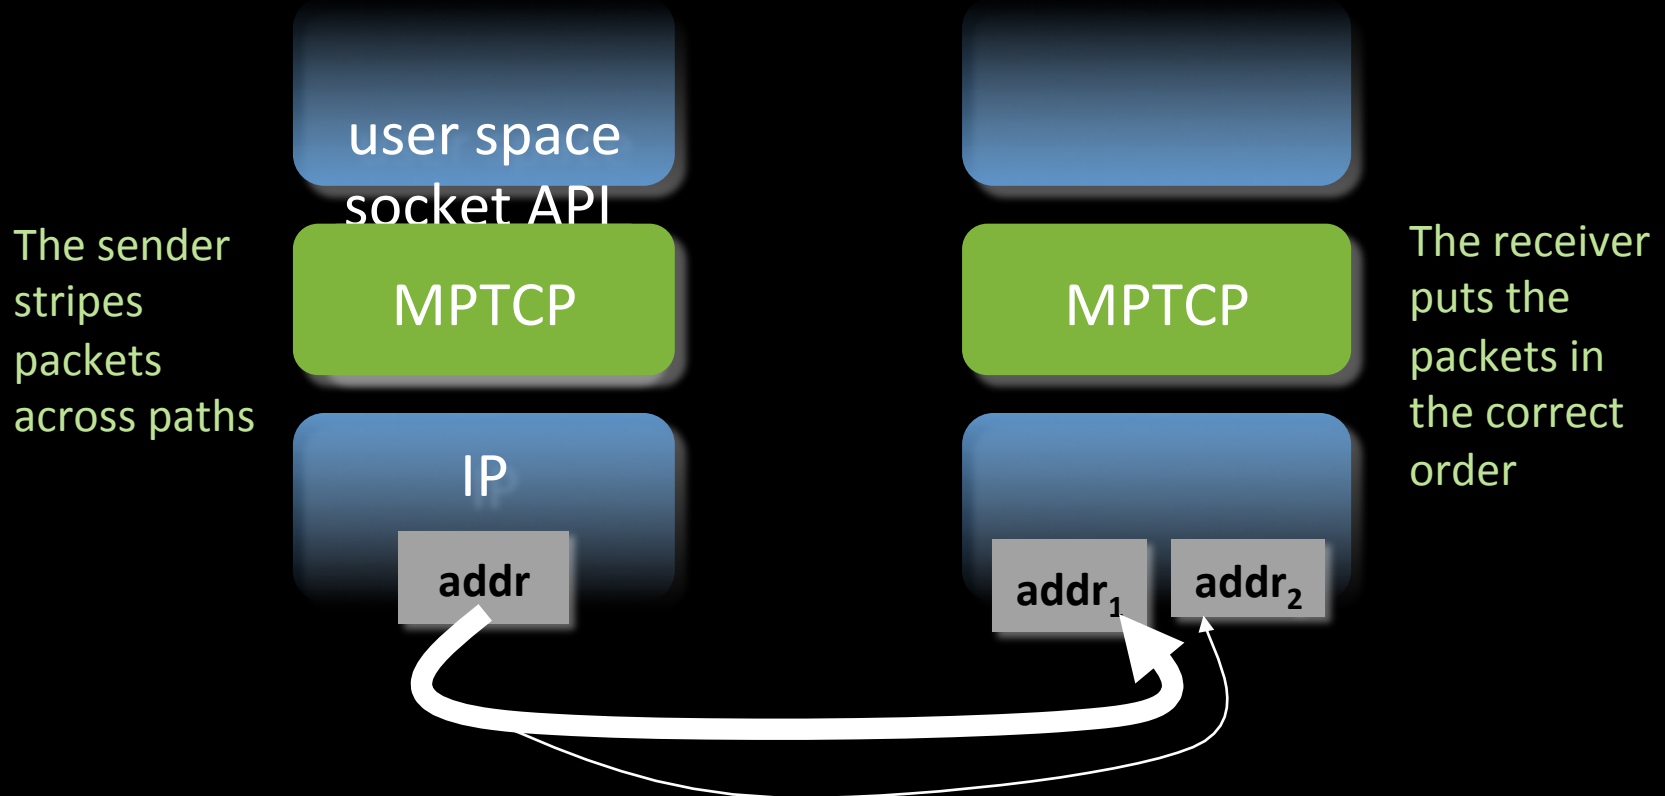 user space
socket API
The sender
stripes
packets
across paths
MPTCP
MPTCP
The receiver
puts the
packets in
the correct
order
IP
addr
addr₁
addr₂